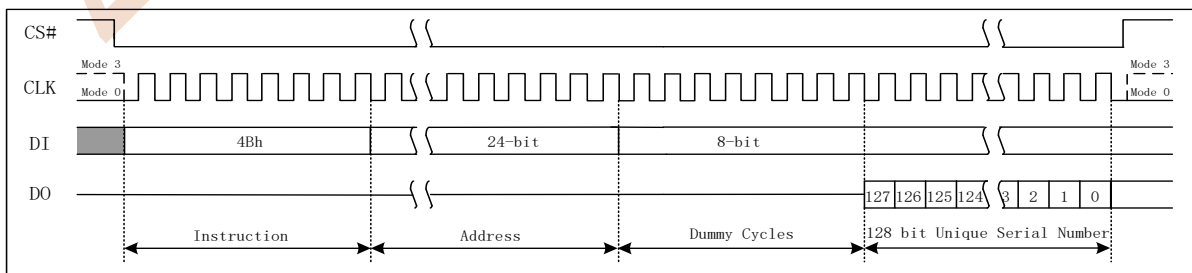 CS#
Mode 3
CLK
Mode 0
Mode 3
Mode 0
DI
4Bh
24-bit
8-bit
DO
127 126 125 124 3 2 1 0
Instruction
Address
Dummy Cycles
128 bit Unique Serial Number